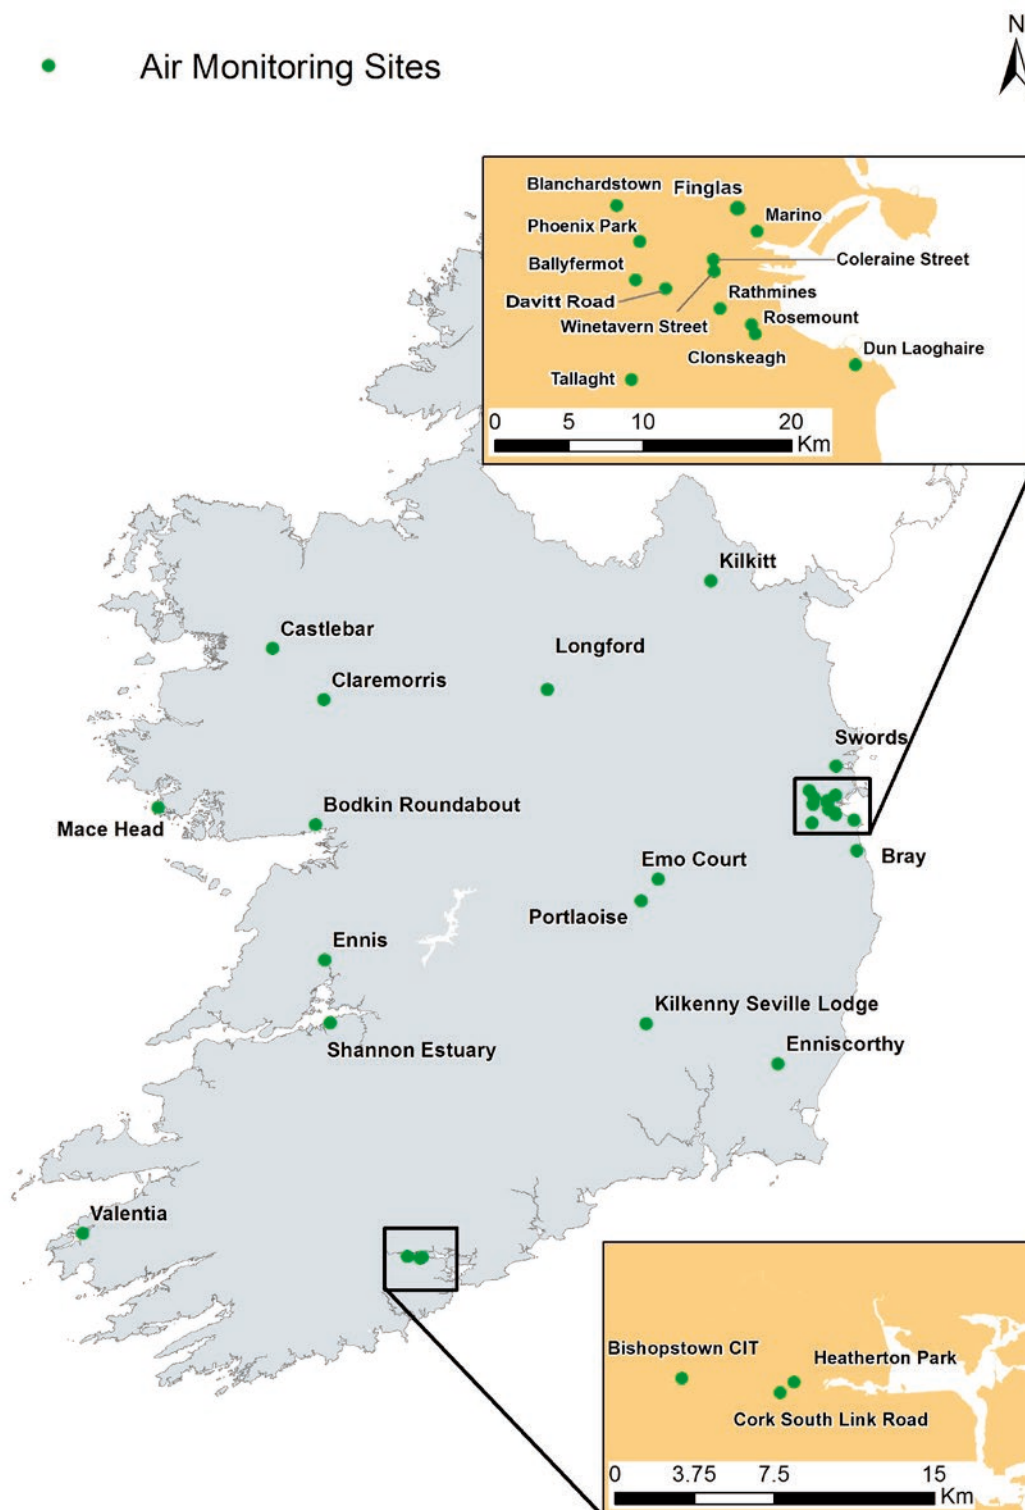 N
Air Monitoring Sites
Blanchardstown
Finglas
Marino
Phoenix Park
Coleraine Street
Ballyfermot
Davitt Road
Rathmines
Winetavern Street
Rosemount
Clonskeagh
Dun Laoghaire
Tallaght
0 5 10 20
Km
Kilkitt
Castlebar
Longford
Claremorris
Swords
Mace Head
Bodkin Roundabout
Bray
Emo Court
Portlaoise
Ennis
Kilkenny Seville Lodge
Shannon Estuary
Enniscorthy
Valentia
Bishopstown CIT
Heatherton Park
Cork South Link Road
0 3.75 7.5 15
Km